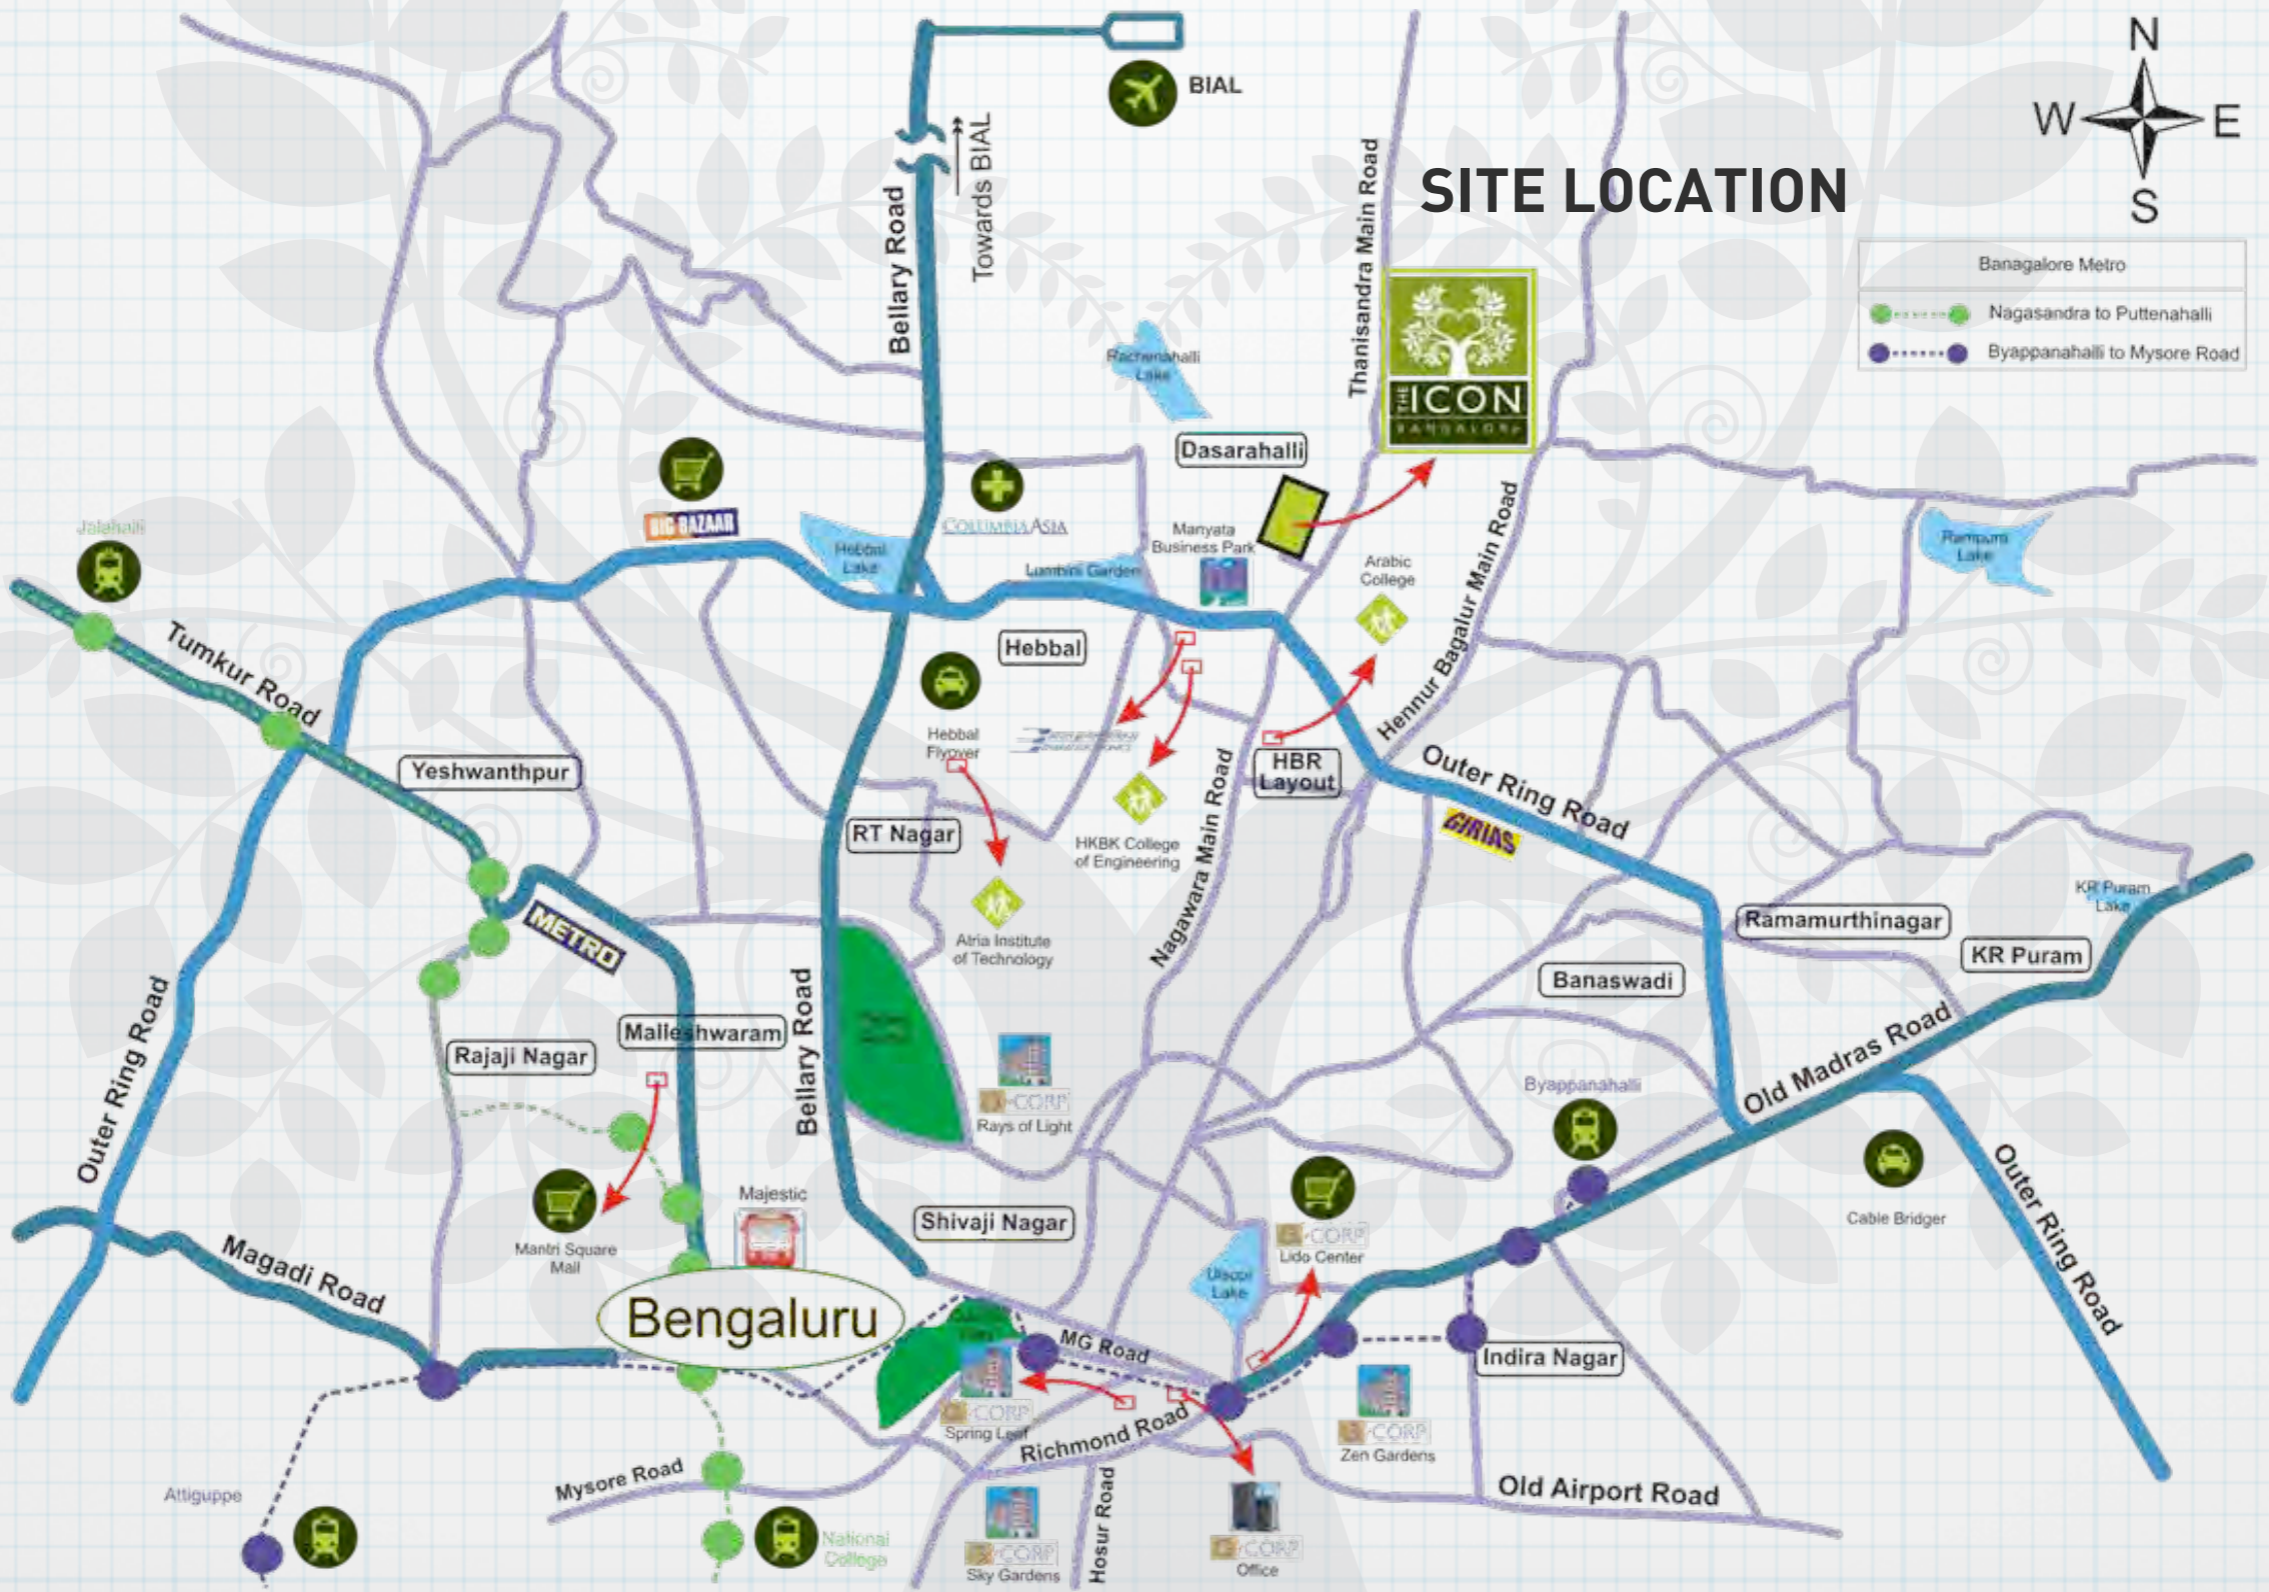 N
W
E
S
BIAL
Towards BIAL
Bellary Road
Thanisandra Main Road
SITE LOCATION
Banagalore Metro
Nagasandra to Puttenahalli
Byappanahalli to Mysore Road
Rachenahalli
Lake
THE
ICON
BANGALORE
Dasarahalli
BIG BAZAAR
COLUMBIA ASIA
Jalahalli
Hebbal
Lake
Lumbini Garden
Manyata
Business Park
Arabic
College
Hennur Bagalur Main Road
Rampura
Lake
Tumkur Road
Hebbal
Hebbal
Flyover
Yeshwanthpur
HBR
Layout
Outer Ring Road
GIRIAS
RT Nagar
HKBK College
of Engineering
Nagawara Main Road
METRO
Atria Institute
of Technology
KR Puram
Lake
Ramamurthinagar
KR Puram
Banaswadi
Outer Ring Road
Malleshwaram
Rajaji Nagar
Bellary Road
G:CORP
Rays of Light
Byappanahalli
Old Madras Road
Outer Ring Road
Cable Bridger
Majestic
Mantri Square
Mall
Shivaji Nagar
G:CORP
Lido Center
Ulsoor
Lake
Magadi Road
Bengaluru
MG Road
Indira Nagar
G:CORP
Spring Leaf
Richmond Road
G:CORP
Zen Gardens
Mysore Road
Attiguppe
National
College
Hosur Road
Old Airport Road
G:CORP
Sky Gardens
G:CORP
Office